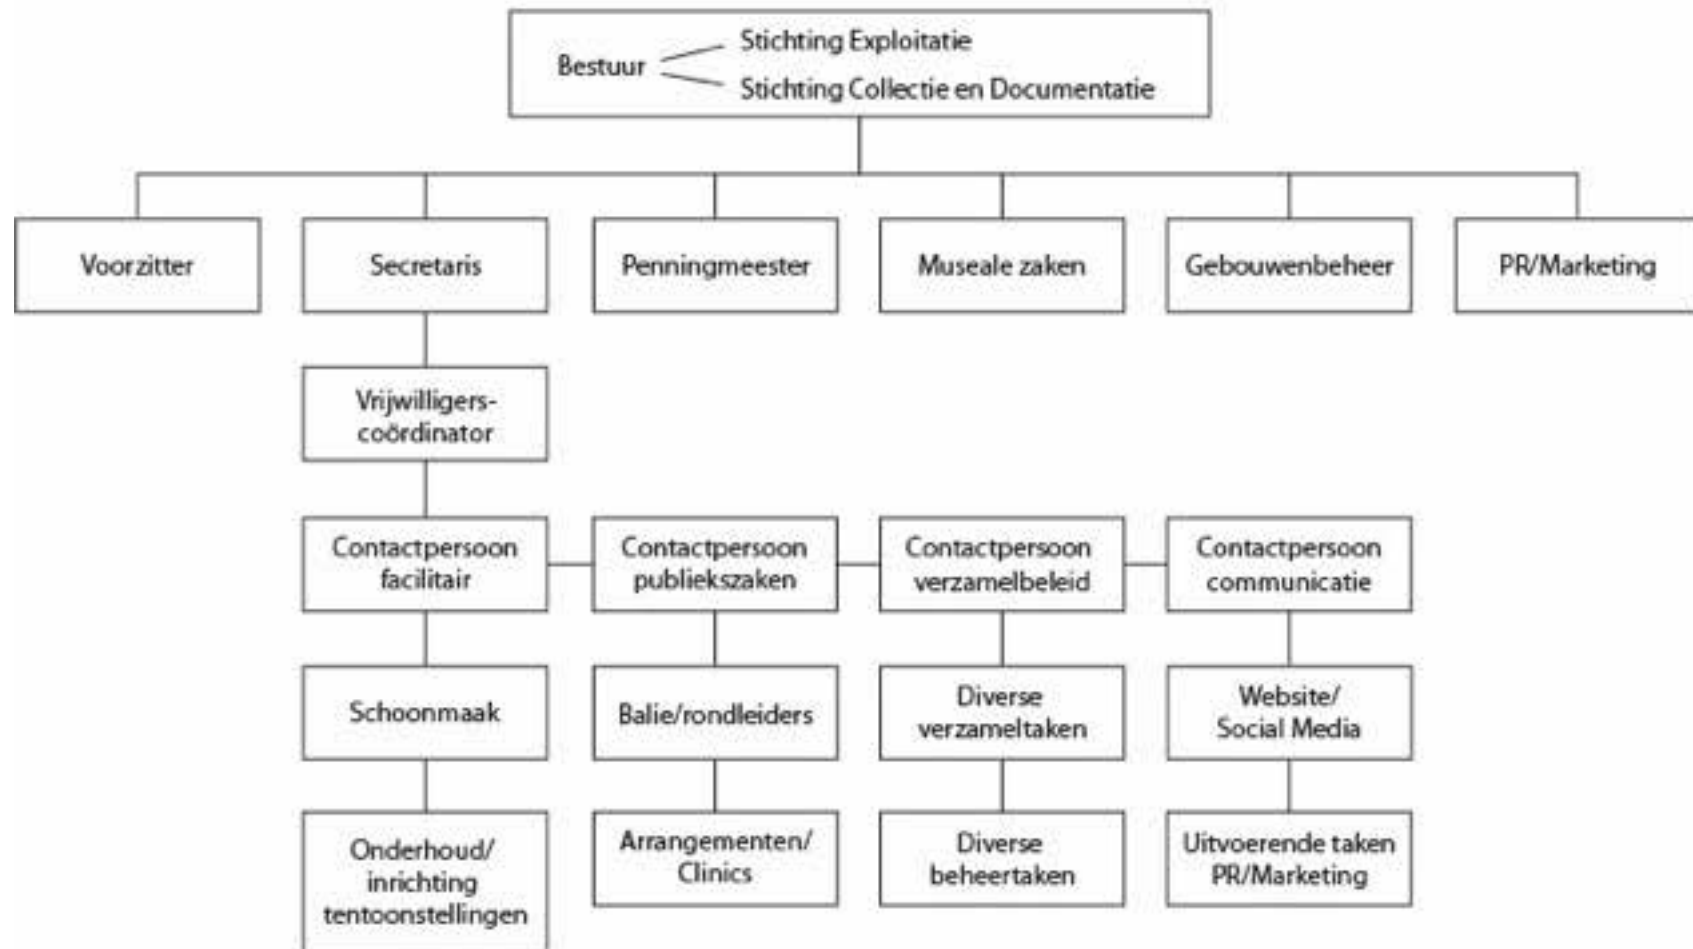 Stichting Exploitatie
Bestuur
Stichting Collectie en Documentatie
Voorzitter
Secretaris
Penningmeester
Museale zaken
Gebouwenbeheer
PR/Marketing
Vrijwilligers-
coördinator
Contactpersoon
facilitair
Contactpersoon
publiekszaken
Contactpersoon
verzamelbeleid
Contactpersoon
communicatie
Schoonmaak
Balie/rondleiders
Diverse
verzameltaken
Website/
Social Media
Onderhoud/
inrichting
tentoonstellingen
Arrangementen/
Clinics
Diverse
beheertaken
Uitvoerende taken
PR/Marketing